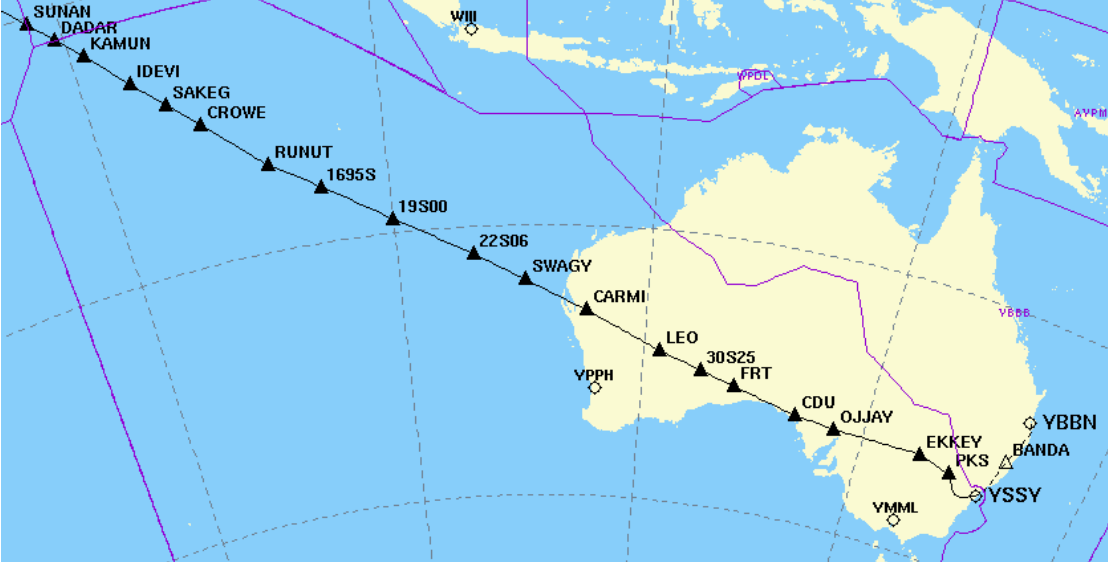 SUNAN
DADAR
KAMUN
WIII
IDEVI
SAKEG
CROWE
WPDL
AYPM
RUNUT
1695S
19S00
22S06
SWAGY
CARMI
YBBB
LEO
30S25
FRT
YPPH
CDU
OJJAY
YBBN
EKKEY
BANDA
PKS
YSSY
YMML